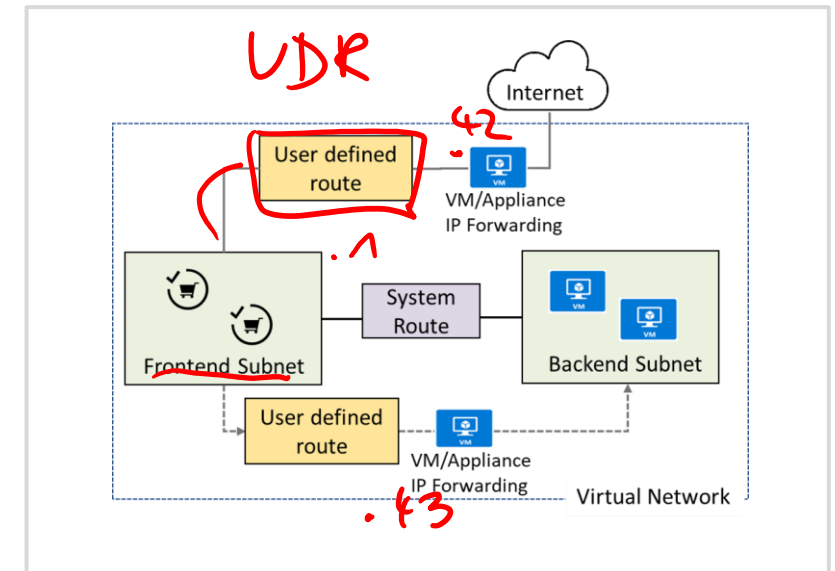 UDR
Internet
.42
User defined
route
VM
VM/Appliance
IP Forwarding
.1
System
Route
VM
VM
Frontend Subnet
Backend Subnet
User defined
route
VM
VM/Appliance
IP Forwarding
Virtual Network
.43